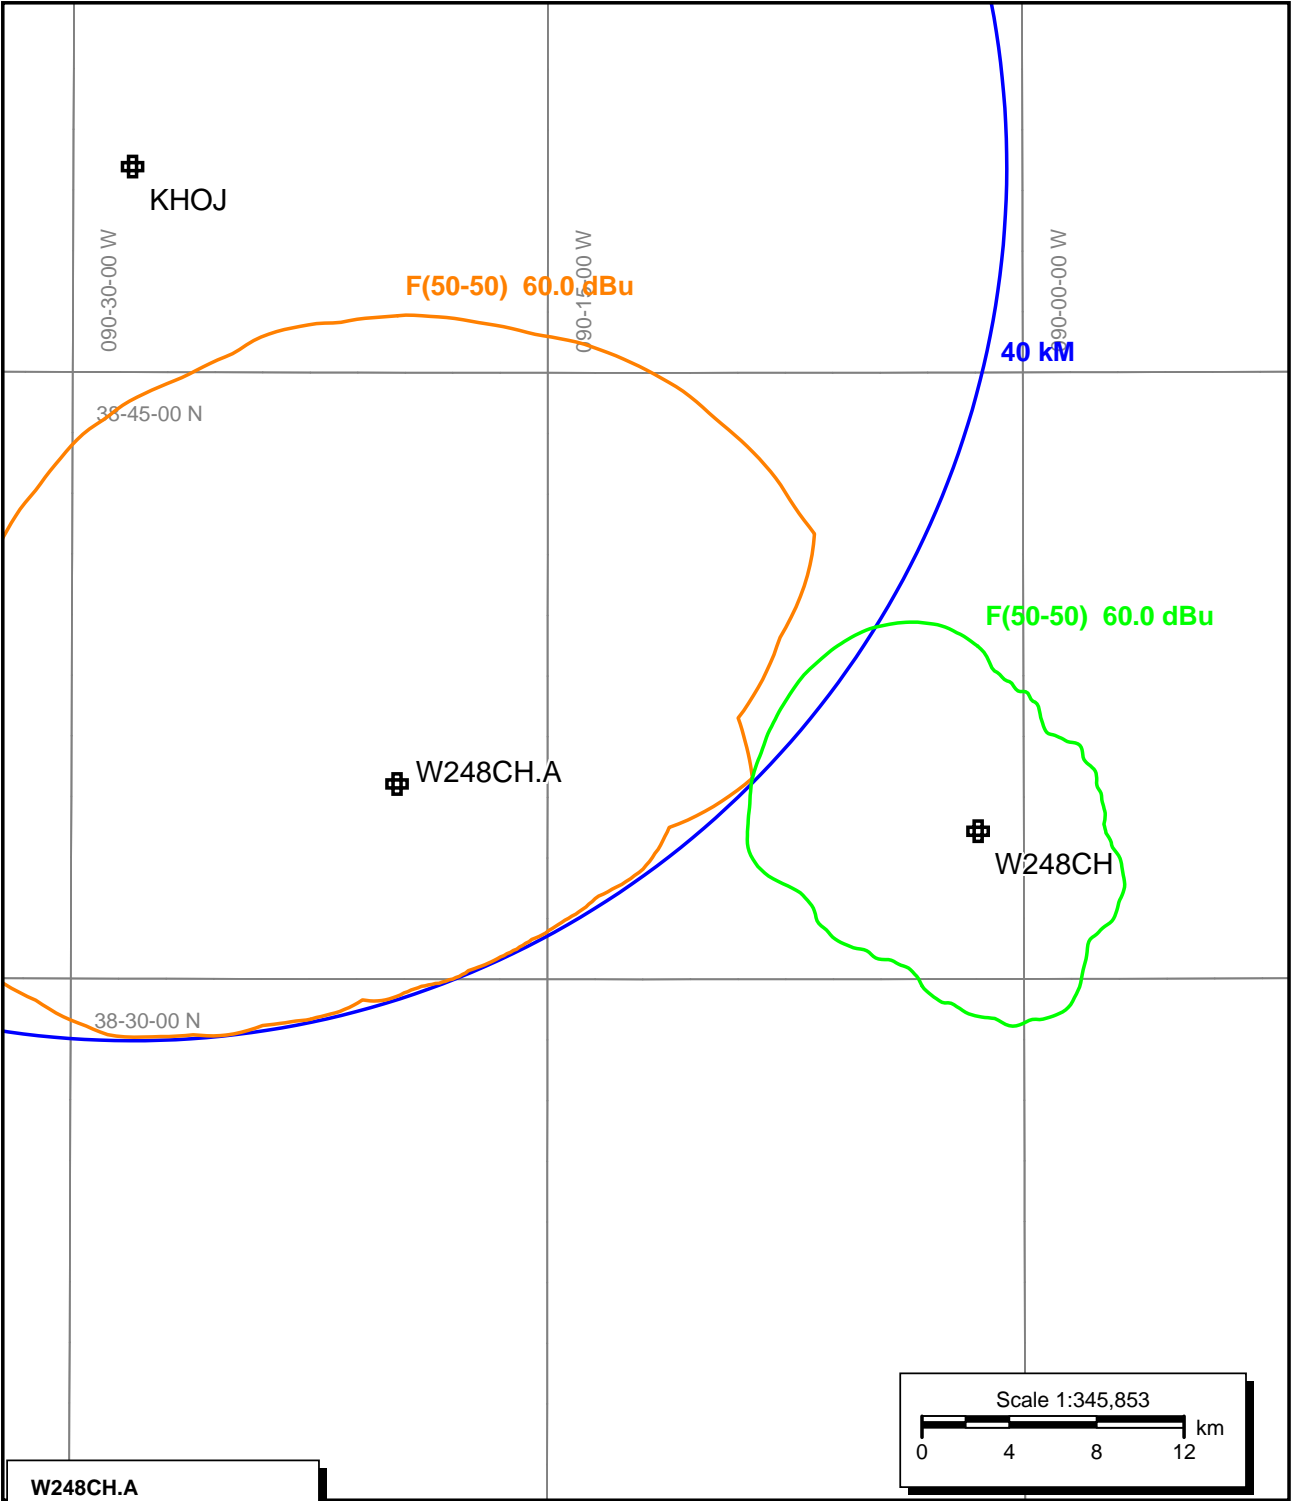 KHOJ
090-30-00 W
090-15-00 W
090-00-00 W
F(50-50) 60.0 dBu
40 kM
38-45-00 N
F(50-50) 60.0 dBu
W248CH.A
W248CH
38-30-00 N
Scale 1:345,853
km
0 4 8 12
W248CH.A